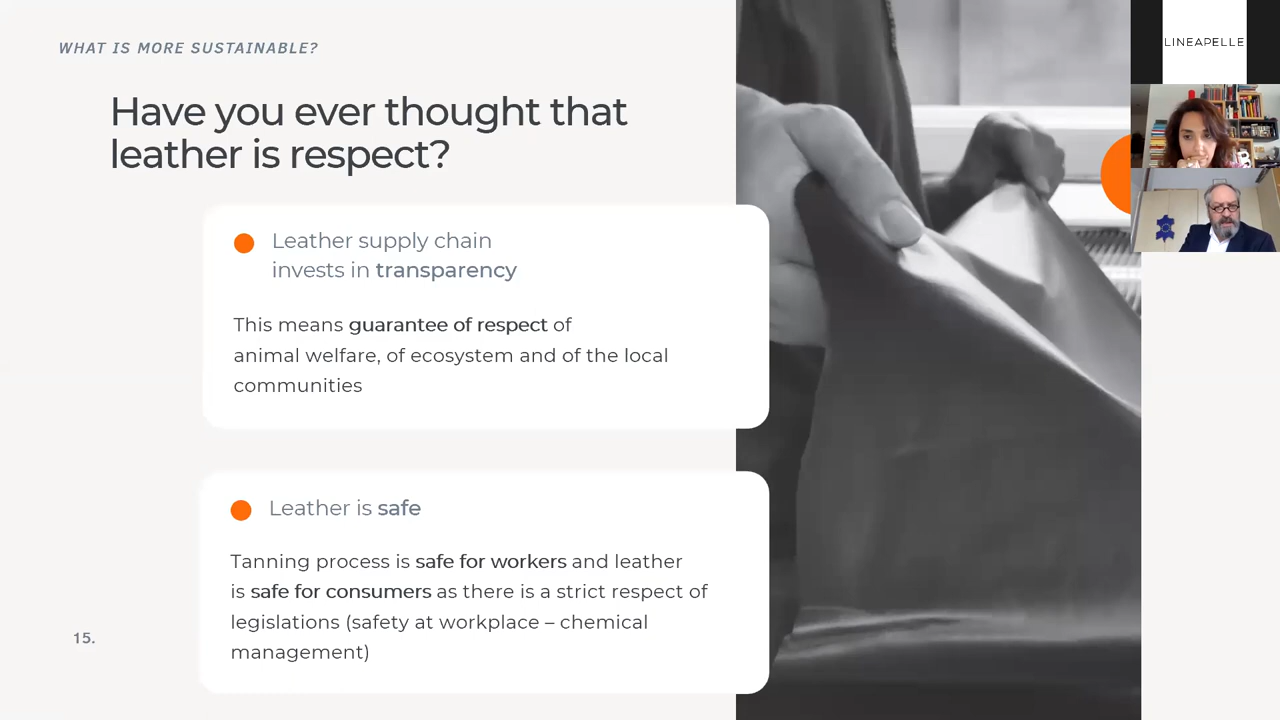 WHAT IS MORE SUSTAINABLE?
Have you ever thought that
leather is respect?
Leather supply chain
invests in transparency
This means guarantee of respect of
animal welfare, of ecosystem and of the local
communities
Leather is safe
Tanning process is safe for workers and leather
is safe for consumers as there is a strict respect of
legislations (safety at workplace – chemical
management)
15.
LINEAPELLE